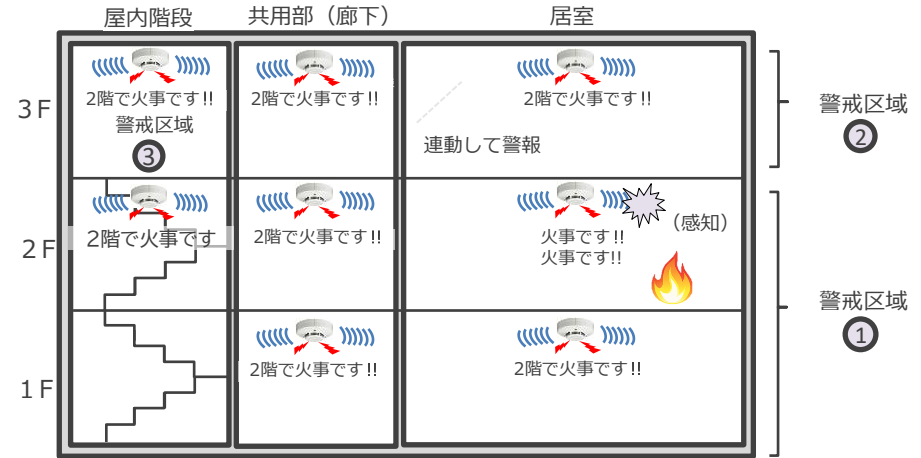 屋内階段
共用部（廊下）
居室
3F
2階で火事です!!
警戒区域
③
2階で火事です!!
2階で火事です!!
連動して警報
警戒区域
②
2F
2階で火事です
2階で火事です!!
火事です!!
火事です!!
（感知）
警戒区域
①
1F
2階で火事です!!
2階で火事です!!